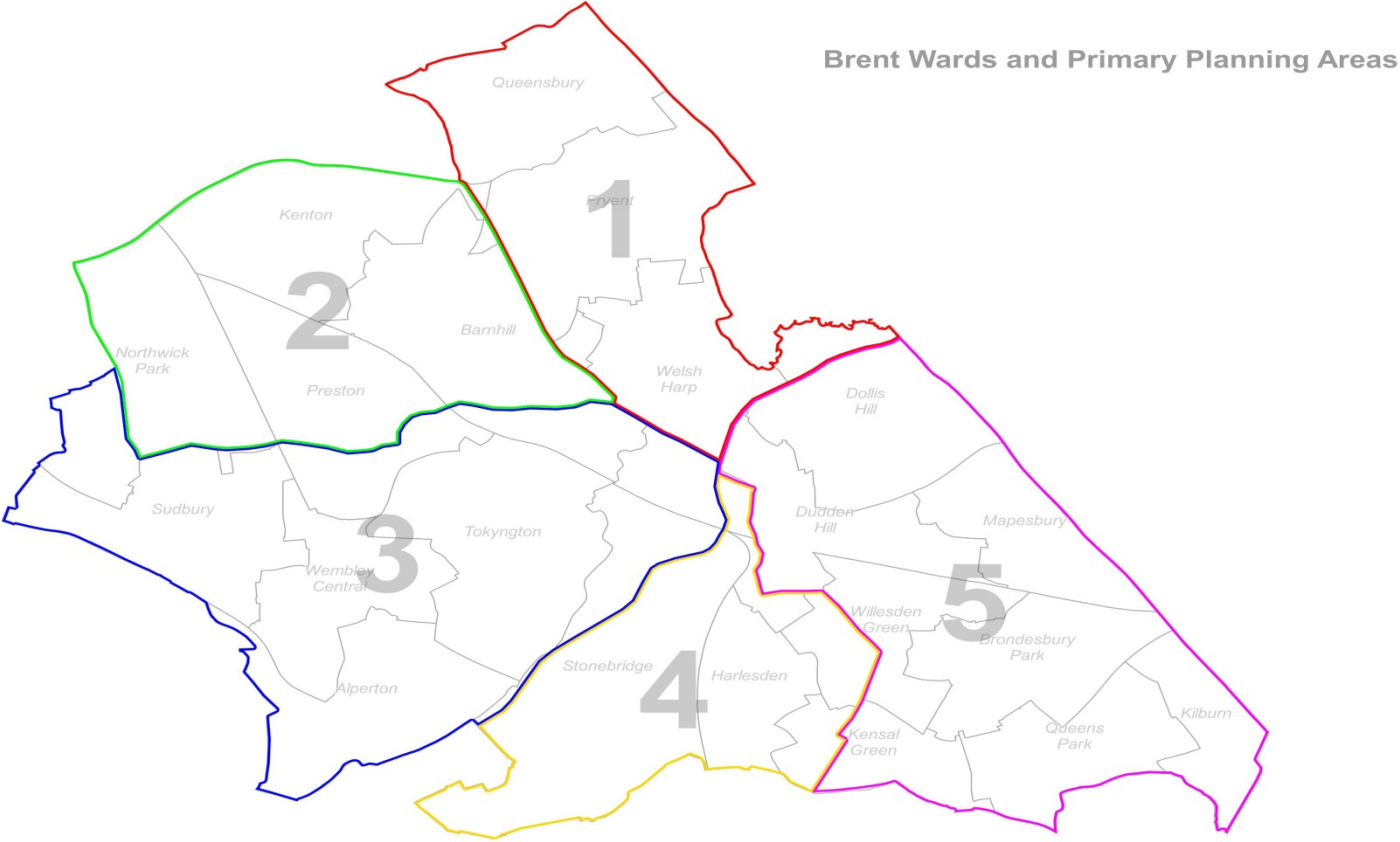 Brent Wards and Primary Planning Areas
Queensbury
Fryent
1
Kenton
2
Barnhill
Northwick
Park
Preston
Welsh
Harp
Dollis
Hill
Sudbury
Tokyngton
3
Wembley
Central
Alperton
Dudden
Hill
Mapesbury
5
Willesden
Green
Brondesbury
Park
Stonebridge
4
Harlesden
Kensal
Green
Queens
Park
Kilburn